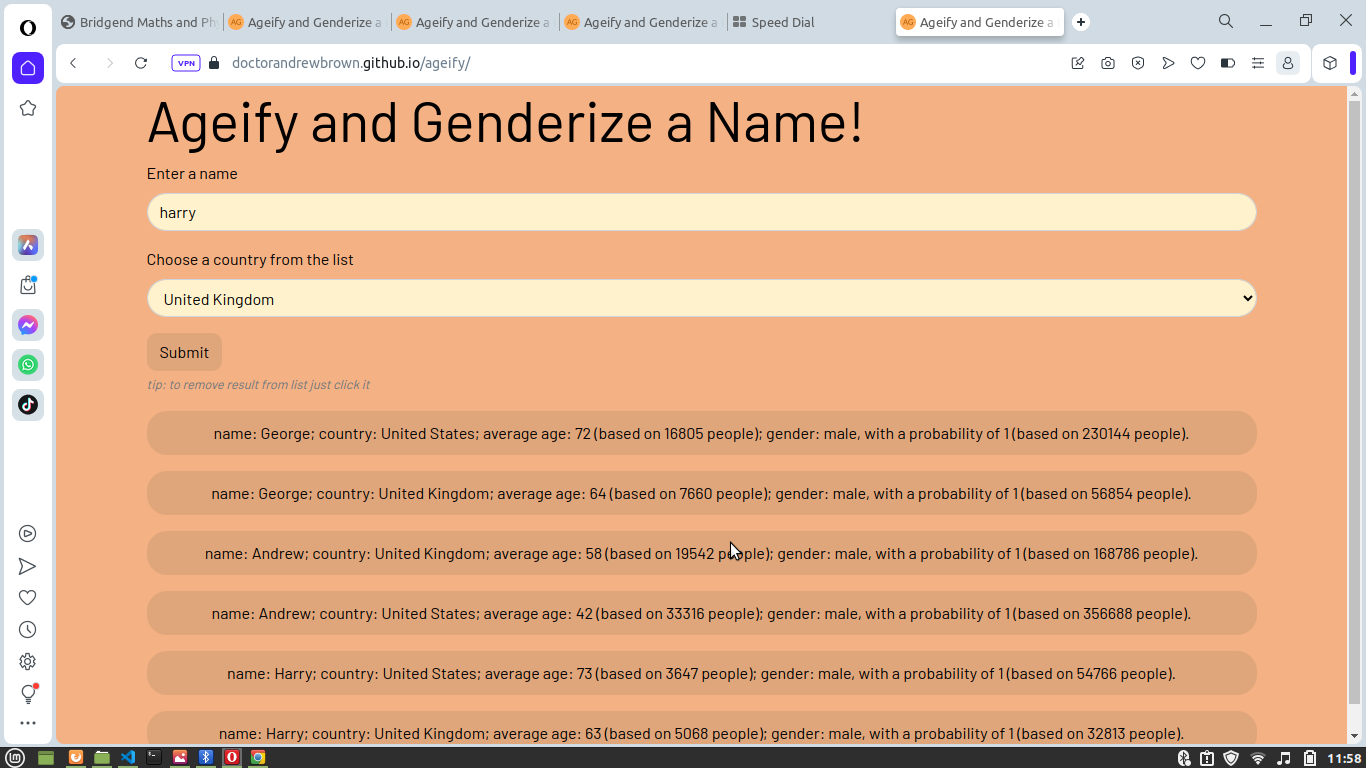 Bridgend Maths and Ph
Ageify and Genderize a
Ageify and Genderize a
Ageify and Genderize a
Speed Dial
Ageify and Genderize a
VPN
doctorandrewbrown.github.io/ageify/
Ageify and Genderize a Name!
Enter a name
harry
Choose a country from the list
United Kingdom
Submit
tip: to remove result from list just click it
name: George; country: United States; average age: 72 (based on 16805 people); gender: male, with a probability of 1 (based on 230144 people).
name: George; country: United Kingdom; average age: 64 (based on 7660 people); gender: male, with a probability of 1 (based on 56854 people).
name: Andrew; country: United Kingdom; average age: 58 (based on 19542 people); gender: male, with a probability of 1 (based on 168786 people).
name: Andrew; country: United States; average age: 42 (based on 33316 people); gender: male, with a probability of 1 (based on 356688 people).
name: Harry; country: United States; average age: 73 (based on 3647 people); gender: male, with a probability of 1 (based on 54766 people).
name: Harry; country: United Kingdom; average age: 63 (based on 5068 people); gender: male, with a probability of 1 (based on 32813 people).
11:58